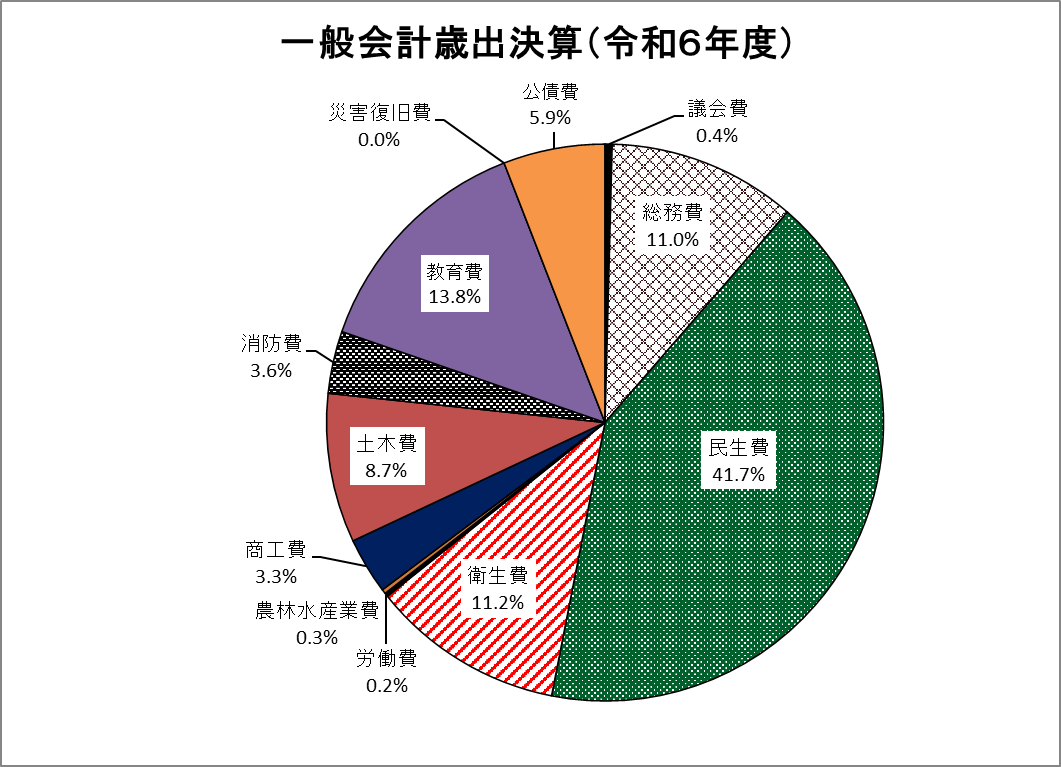 一般会計歳出決算（令和６年度）
公債費
5.9%
議会費
0.4%
災害復旧費
0.0%
総務費
11.0%
教育費
13.8%
消防費
3.6%
土木費
8.7%
民生費
41.7%
商工費
3.3%
衛生費
11.2%
農林水産業費
0.3%
労働費
0.2%